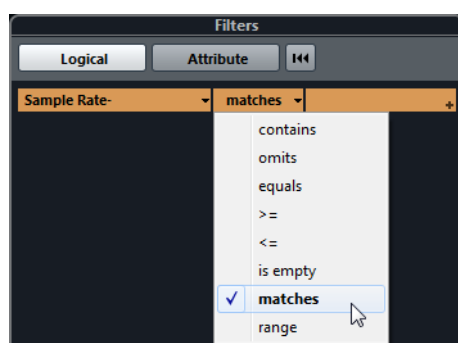 Filters
Logical Attribute
Sample Rate- matches +
contains
omits
equals
>=
<=
is empty
✓ matches
range